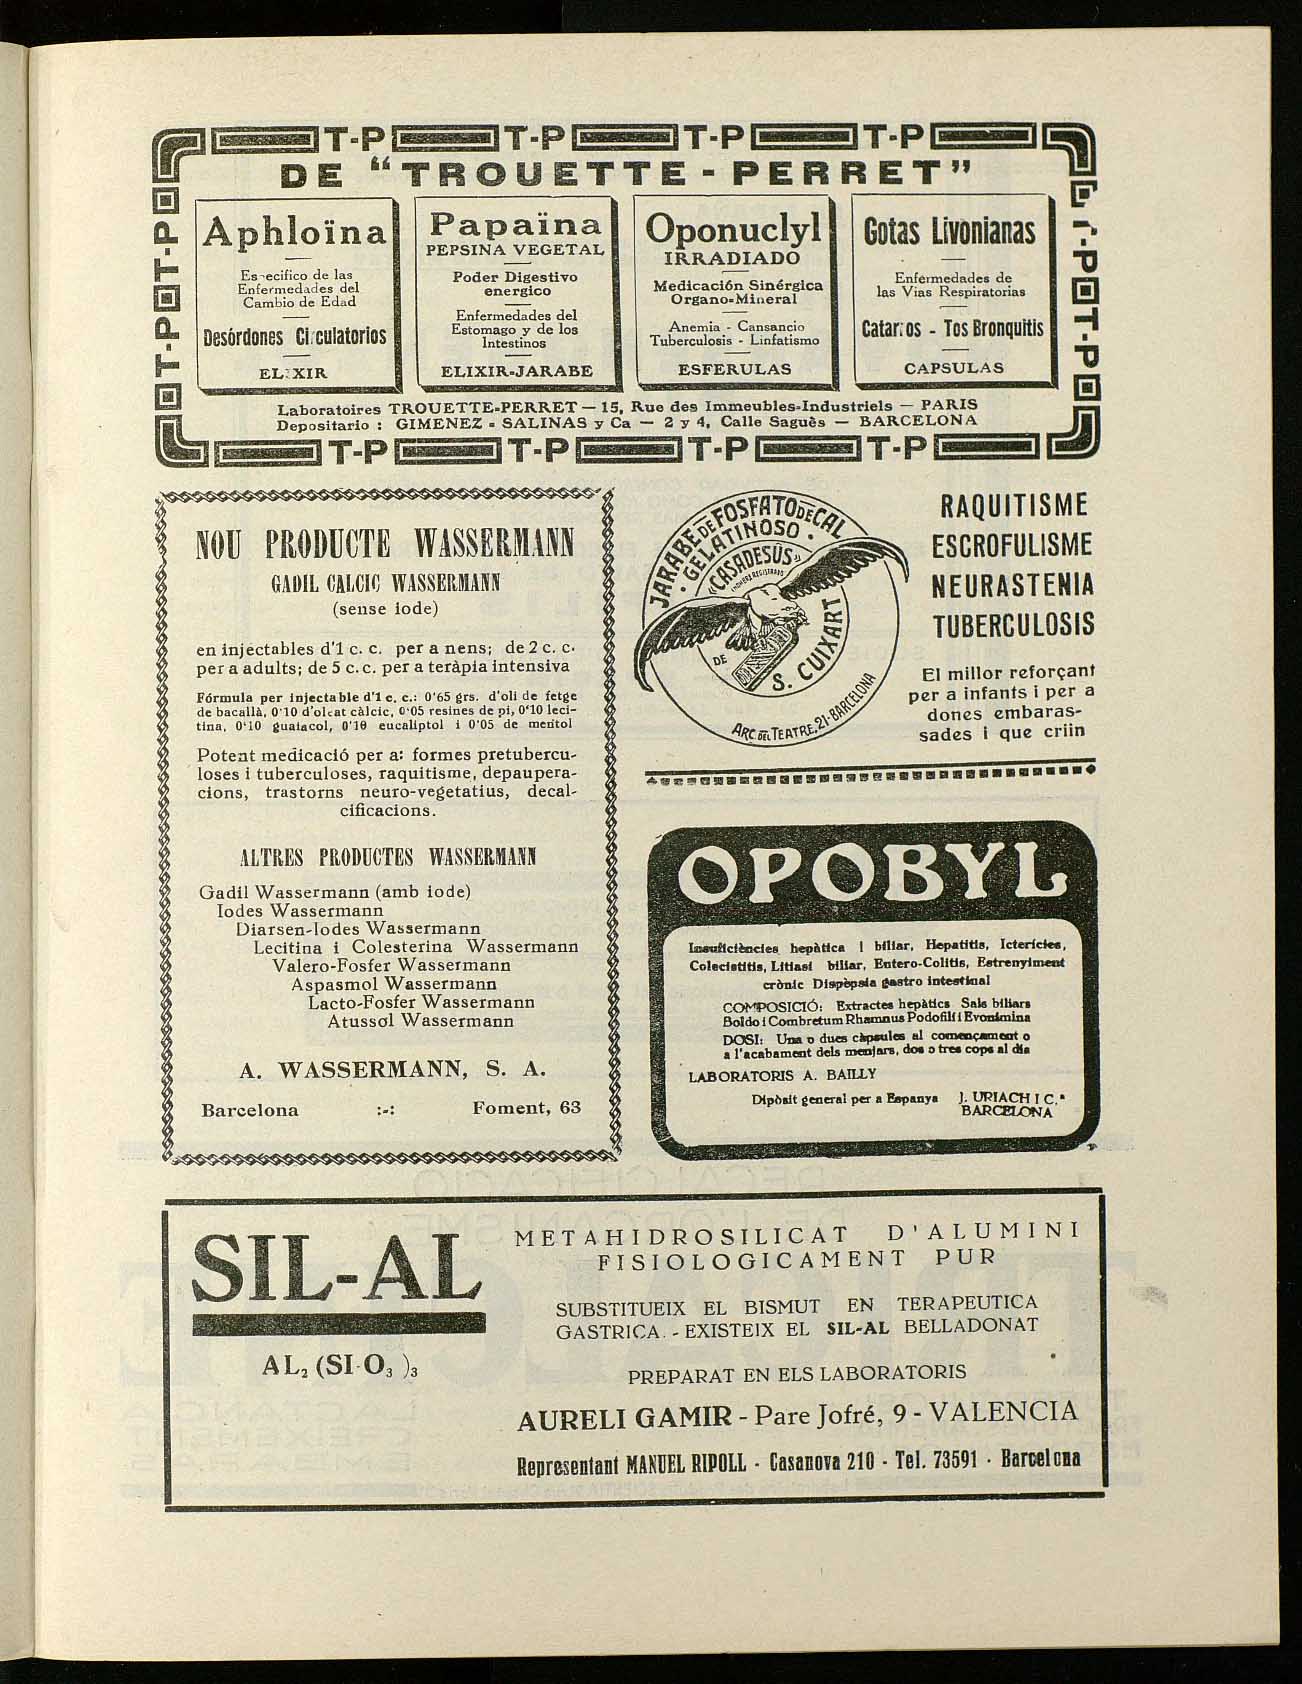 T-P T-P T-P T-P
DE "TROUETTE-PERRET"
Aphloïna
Es ecifico de las
Enfermedades del
Cambio de Edad
Desórdones Circulatorios
ELIXIR
Papaïna
PEPSINA VEGETAL
Poder Digestivo
energico
Enfermedades del
Estomago y de los
Intestinos
ELIXIR-JARABE
Oponuclyl
IRRADIADO
Medicación Sinérgica
Organo-Mineral
Anemia - Cansancio
Tuberculosis - Linfatismo
ESFERULAS
Gotas Livonianas
Enfermedades de
las Vias Respiratorias
Catarros - Tos Bronquitis
CAPSULAS
Laboratoires TROUETTE-PERRET — 15, Rue des Immeubles-Industriels — PARIS
Depositario : GIMENEZ - SALINAS y Ca — 2 y 4, Calle Saguès — BARCELONA
T-P T-P T-P T-P
NOU PRODUCTE WASSERMANN
GADIL CALCIC WASSERMANN
(sense iode)
en injectables d'1 c. c. per a nens; de 2 c. c.
per a adults; de 5 c. c. per a teràpia intensiva
Fórmula per injectable d'1 c. c.: 0'65 grs. d'oli de fetge
de bacallà, 0'10 d'oleat càlcic, 0'05 resines de pi, 0'10 leci-
tina, 0'10 guaiacol, 0'10 eucaliptol i 0'05 de mentol
Potent medicació per a: formes pretubercu-
loses i tuberculoses, raquitisme, depaupera-
cions, trastorns neuro-vegetatius, decal-
cificacions.
ALTRES PRODUCTES WASSERMANN
Gadil Wassermann (amb iode)
Iodes Wassermann
Diarsen-Iodes Wassermann
Lecitina i Colesterina Wassermann
Valero-Fosfer Wassermann
Aspasmol Wassermann
Lacto-Fosfer Wassermann
Atussol Wassermann
A. WASSERMANN, S. A.
Barcelona :-: Foment, 63
JARABE DE FOSFATO DE CAL
· GELATINOSO ·
«CASADESÚS»
NOMBRE REGISTRADO
DE
S. CUIXART
ARC DEL TEATRE, 21-BARCELONA
RAQUITISME
ESCROFULISME
NEURASTENIA
TUBERCULOSIS
El millor reforçant
per a infants i per a
dones embaras-
sades i que criin
OPOBYL
Insuficiències hepàtica i biliar, Hepatitis, Icterícies,
Colecistitis, Litiasi biliar, Entero-Colitis, Estrenyiment
crònic Dispèpsia gastro intestinal
COMPOSICIÓ: Extractes hepàtics Sals biliars
Boldo i Combretum Rhamnus Podofilí i Evonimina
DOSI: Una o dues càpsules al començament o
a l'acabament dels menjars, dos o tres cops al dia
LABORATORIS A. BAILLY
Dipòsit general per a Espanya J. URIACH I C.ª
BARCELONA
SIL-AL
AL₂ (SI O₃ )₃
METAHIDROSILICAT D'ALUMINI
FISIOLOGICAMENT PUR
SUBSTITUEIX EL BISMUT EN TERAPEUTICA
GASTRICA. - EXISTEIX EL SIL-AL BELLADONAT
PREPARAT EN ELS LABORATORIS
AURELI GAMIR - Pare Jofré, 9 - VALENCIA
Representant MANUEL RIPOLL - Casanova 210 - Tel. 73591 - Barcelona